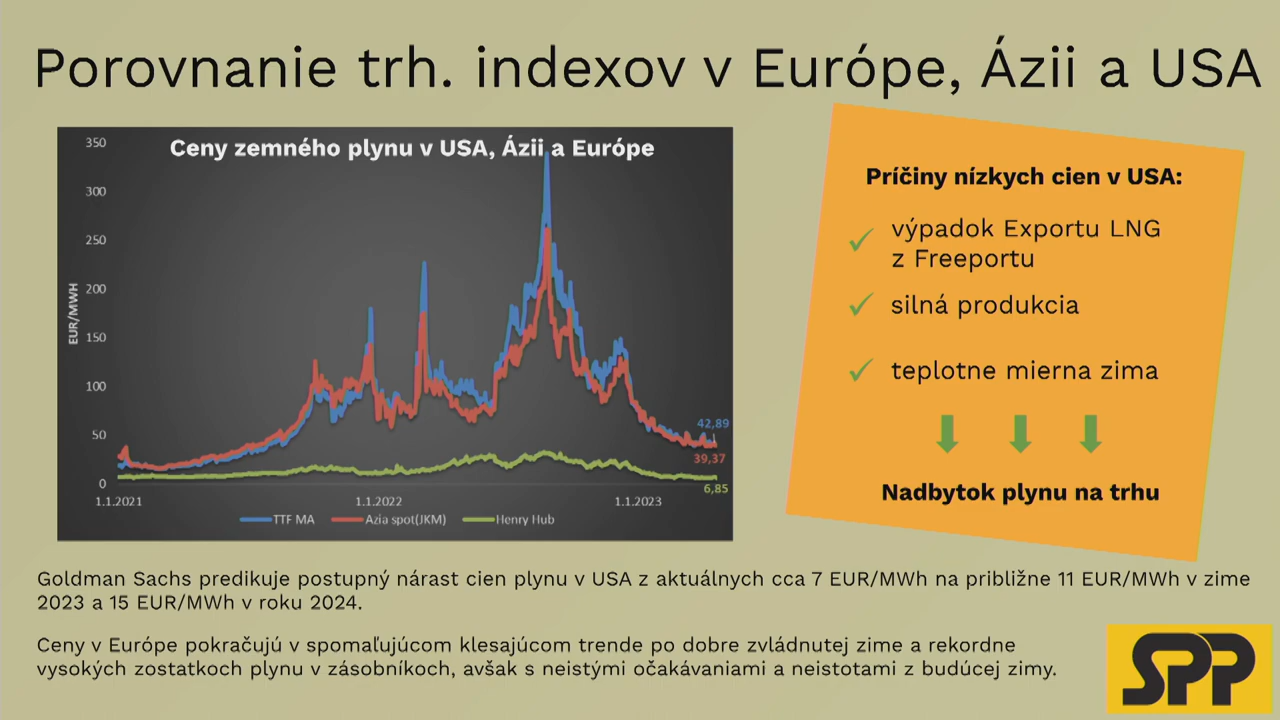 Porovnanie trh. indexov v Európe, Ázii a USA
Ceny zemného plynu v USA, Ázii a Európe
350
300
250
200
150
100
50
0
EUR/MWH
1.1.2021
1.1.2022
1.1.2023
42,89
39,37
6,85
TTF MA
Azia spot(JKM)
Henry Hub
Príčiny nízkych cien v USA:
výpadok Exportu LNG
z Freeportu
silná produkcia
teplotne mierna zima
Nadbytok plynu na trhu
Goldman Sachs predikuje postupný nárast cien plynu v USA z aktuálnych cca 7 EUR/MWh na približne 11 EUR/MWh v zime
2023 a 15 EUR/MWh v roku 2024.
Ceny v Európe pokračujú v spomaľujúcom klesajúcom trende po dobre zvládnutej zime a rekordne
vysokých zostatkoch plynu v zásobníkoch, avšak s neistými očakávaniami a neistotami z budúcej zimy.
SPP